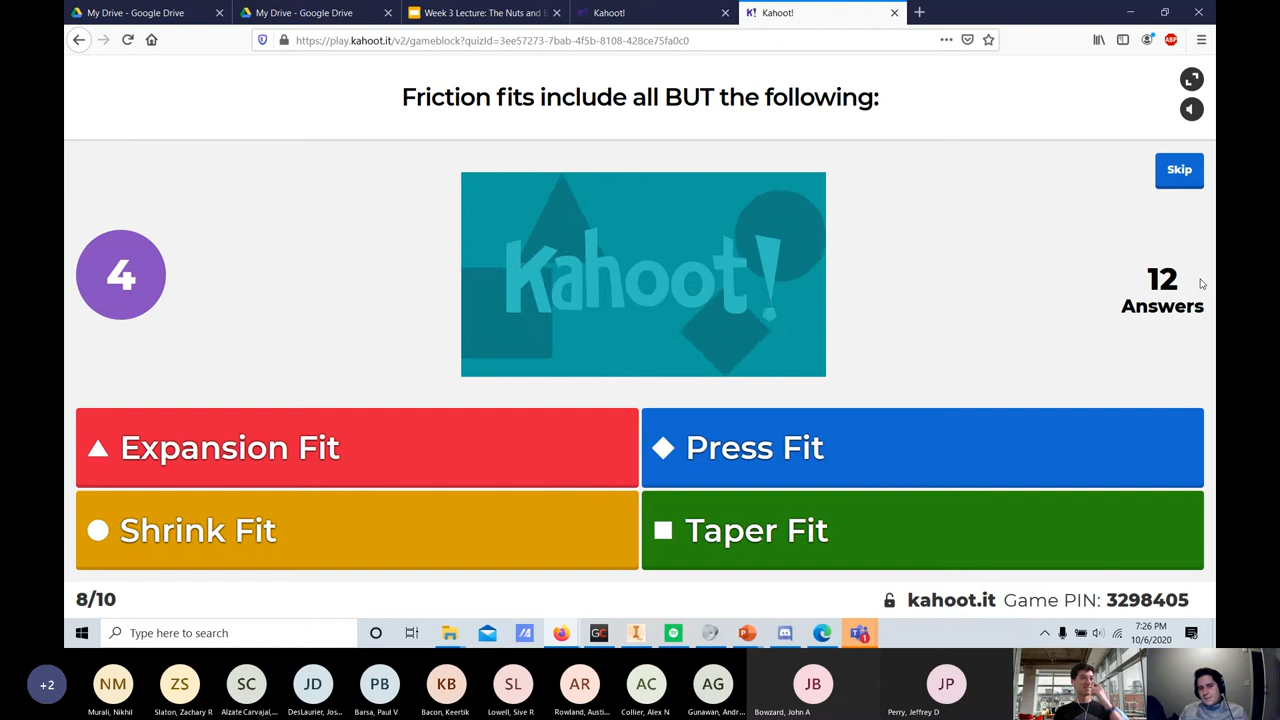 My Drive - Google Drive
My Drive - Google Drive
Week 3 Lecture: The Nuts and
Kahoot!
K! Kahoot!
https://play.kahoot.it/v2/gameblock?quizId=3ee57273-7bab-4f5b-8108-428ce75fa0c0
ABP
Friction fits include all BUT the following:
Skip
4
Kahoot!
12
Answers
Expansion Fit
Press Fit
Shrink Fit
Taper Fit
8/10
kahoot.it Game PIN: 3298405
Type here to search
GC
7:26 PM
10/6/2020
+2
NM
ZS
SC
JD
PB
KB
SL
AR
AC
AG
JB
JP
Murali, Nikhil
Slaton, Zachary R
Alzate Carvajal,...
DesLaurier, Jos...
Barsa, Paul V
Bacon, Keertik
Lowell, Sive R
Rowland, Austi...
Collier, Alex N
Gunawan, Andr...
Bowzard, John A
Perry, Jeffrey D